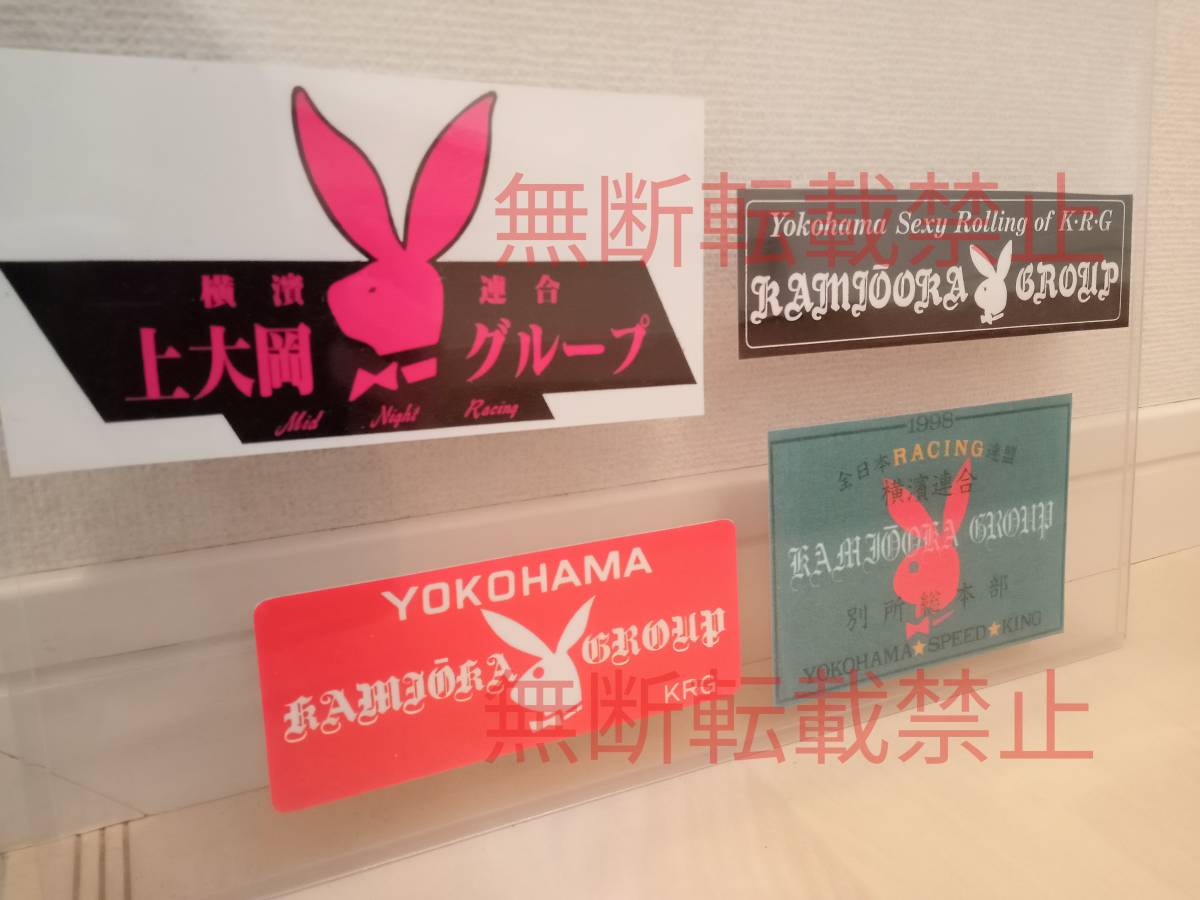 横濱 連合
上大岡 グループ
Mid Night Racing
無断転載禁止
Yokohama Sexy Rolling of K·R·G
KAMIŌOKA GROUP
1998
全日本RACING連盟
横濱連合
KAMIŌOKA GROUP
別所総本部
YOKOHAMA★SPEED★KING
YOKOHAMA
KAMIŌKA GROUP
KRG
無断転載禁止